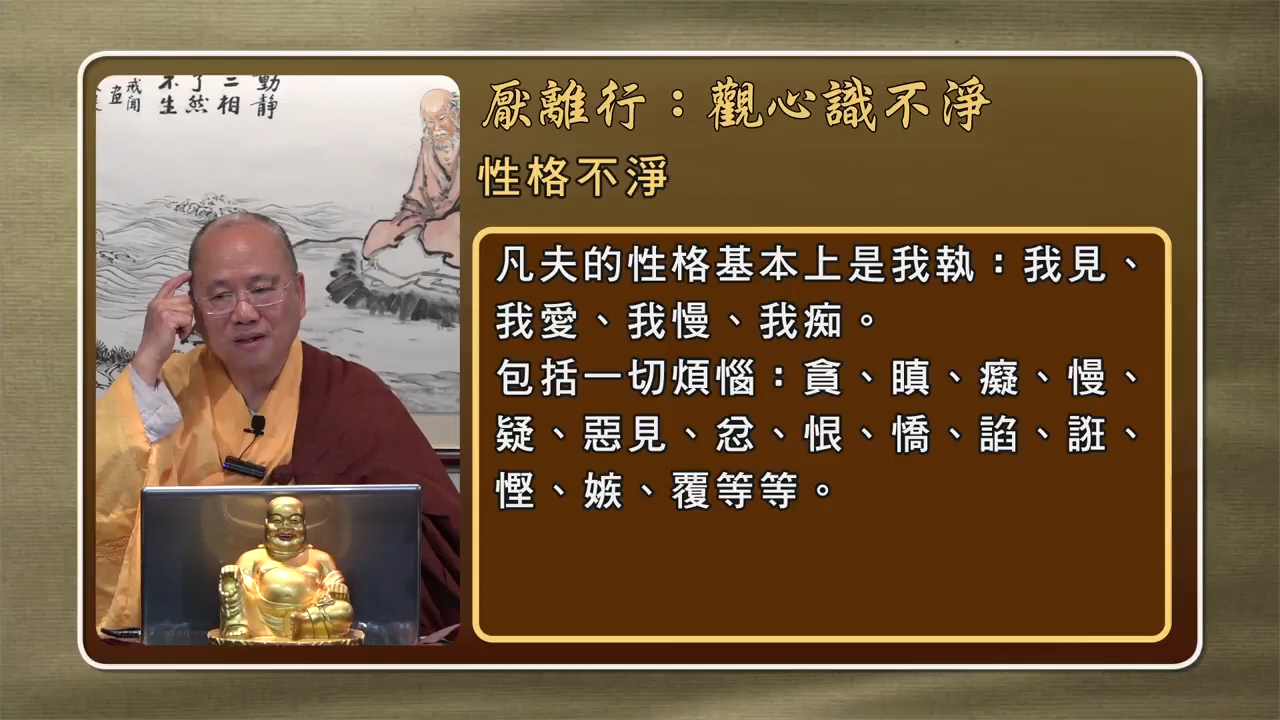 厭離行：觀心識不淨
性格不淨
凡夫的性格基本上是我執：我見、
我愛、我慢、我痴。
包括一切煩惱：貪、瞋、癡、慢、
疑、惡見、忿、恨、憍、諂、誑、
慳、嫉、覆等等。
動靜
二相
了然
不生
戒聞